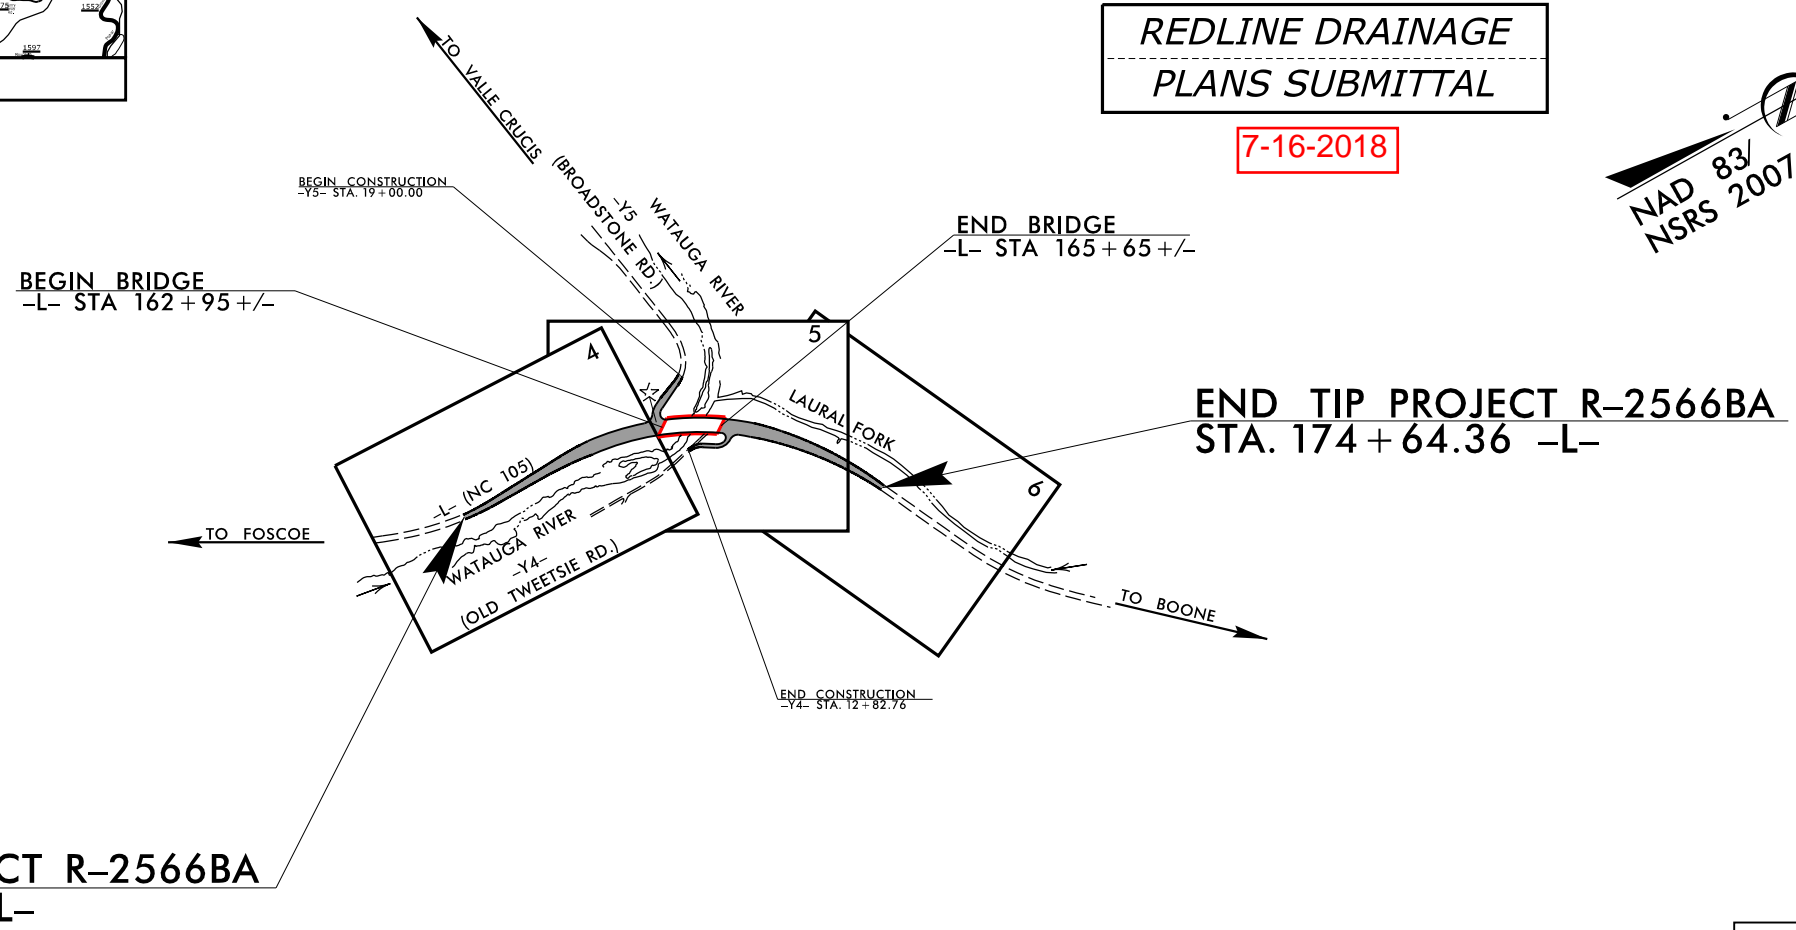 1552
1597
REDLINE DRAINAGE
PLANS SUBMITTAL
7-16-2018
NAD 83/
NSRS 2007
TO VALLE CRUCIS
BEGIN CONSTRUCTION
-Y5- STA. 19+00.00
(BROADSTONE RD.)
-Y5
WATAUGA RIVER
END BRIDGE
-L- STA 165+65 +/-
BEGIN BRIDGE
-L- STA 162+95 +/-
4
5
6
LAURAL FORK
END TIP PROJECT R-2566BA
STA. 174+64.36 -L-
-L- (NC 105)
TO FOSCOE
WATAUGA RIVER
-Y4-
(OLD TWEETSIE RD.)
TO BOONE
END CONSTRUCTION
-Y4- STA. 12+82.76
CT R-2566BA
L-